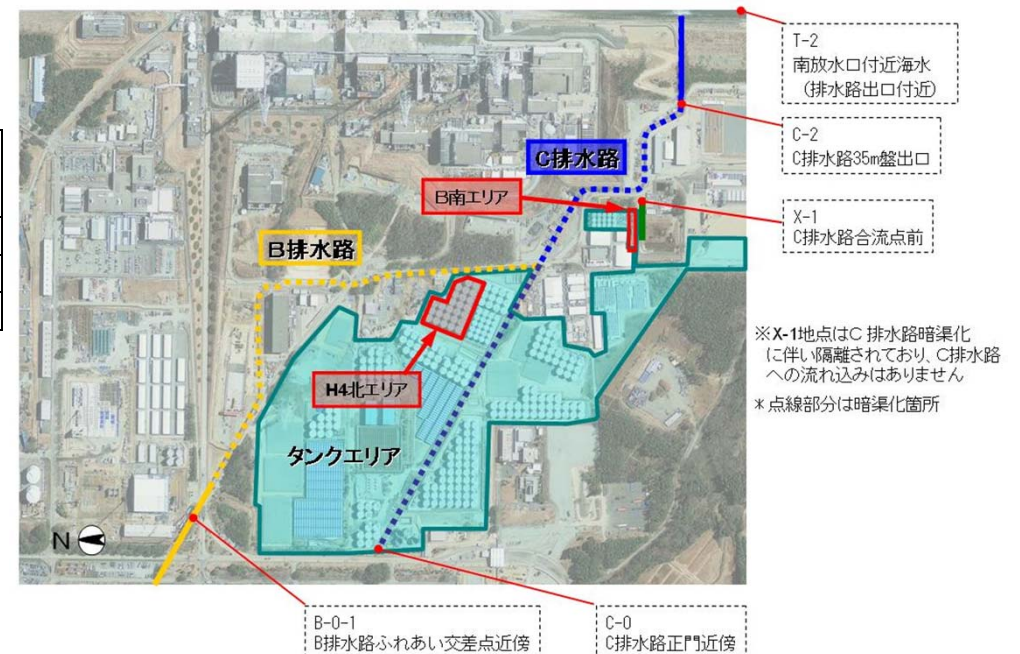 T-2
南放水口付近海水
(排水路出口付近)
C-2
C排水路35m盤出口
X-1
C排水路合流点前
C排水路
B南エリア
B排水路
H4北エリア
タンクエリア
※X-1地点はC 排水路暗渠化
に伴い隔離されており、C排水路
への流れ込みはありません
＊点線部分は暗渠化箇所
N
B-0-1
B排水路ふれあい交差点近傍
C-0
C排水路正門近傍